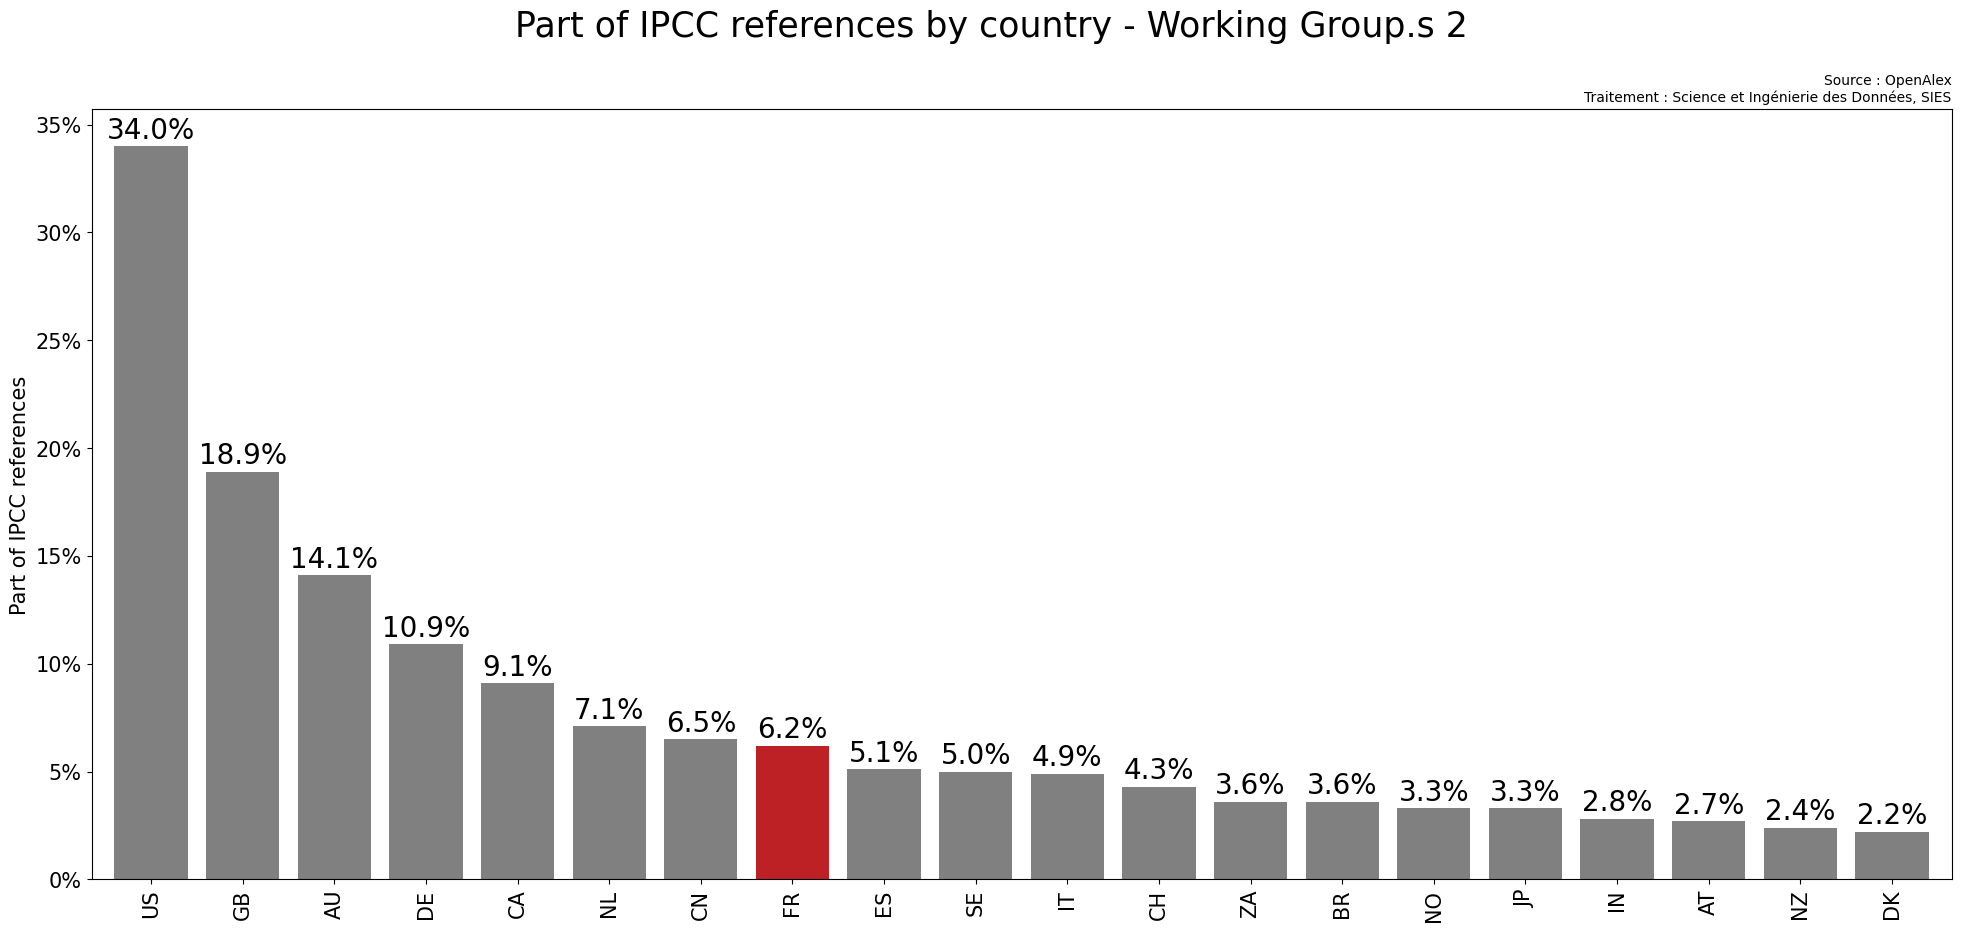 Part of IPCC references by country - Working Group.s 2
Source : OpenAlex
Traitement : Science et Ingénierie des Données, SIES
Part of IPCC references
35%
30%
25%
20%
15%
10%
5%
0%
34.0%
18.9%
14.1%
10.9%
9.1%
7.1%
6.5%
6.2%
5.1%
5.0%
4.9%
4.3%
3.6%
3.6%
3.3%
3.3%
2.8%
2.7%
2.4%
2.2%
US
GB
AU
DE
CA
NL
CN
FR
ES
SE
IT
CH
ZA
BR
NO
JP
IN
AT
NZ
DK